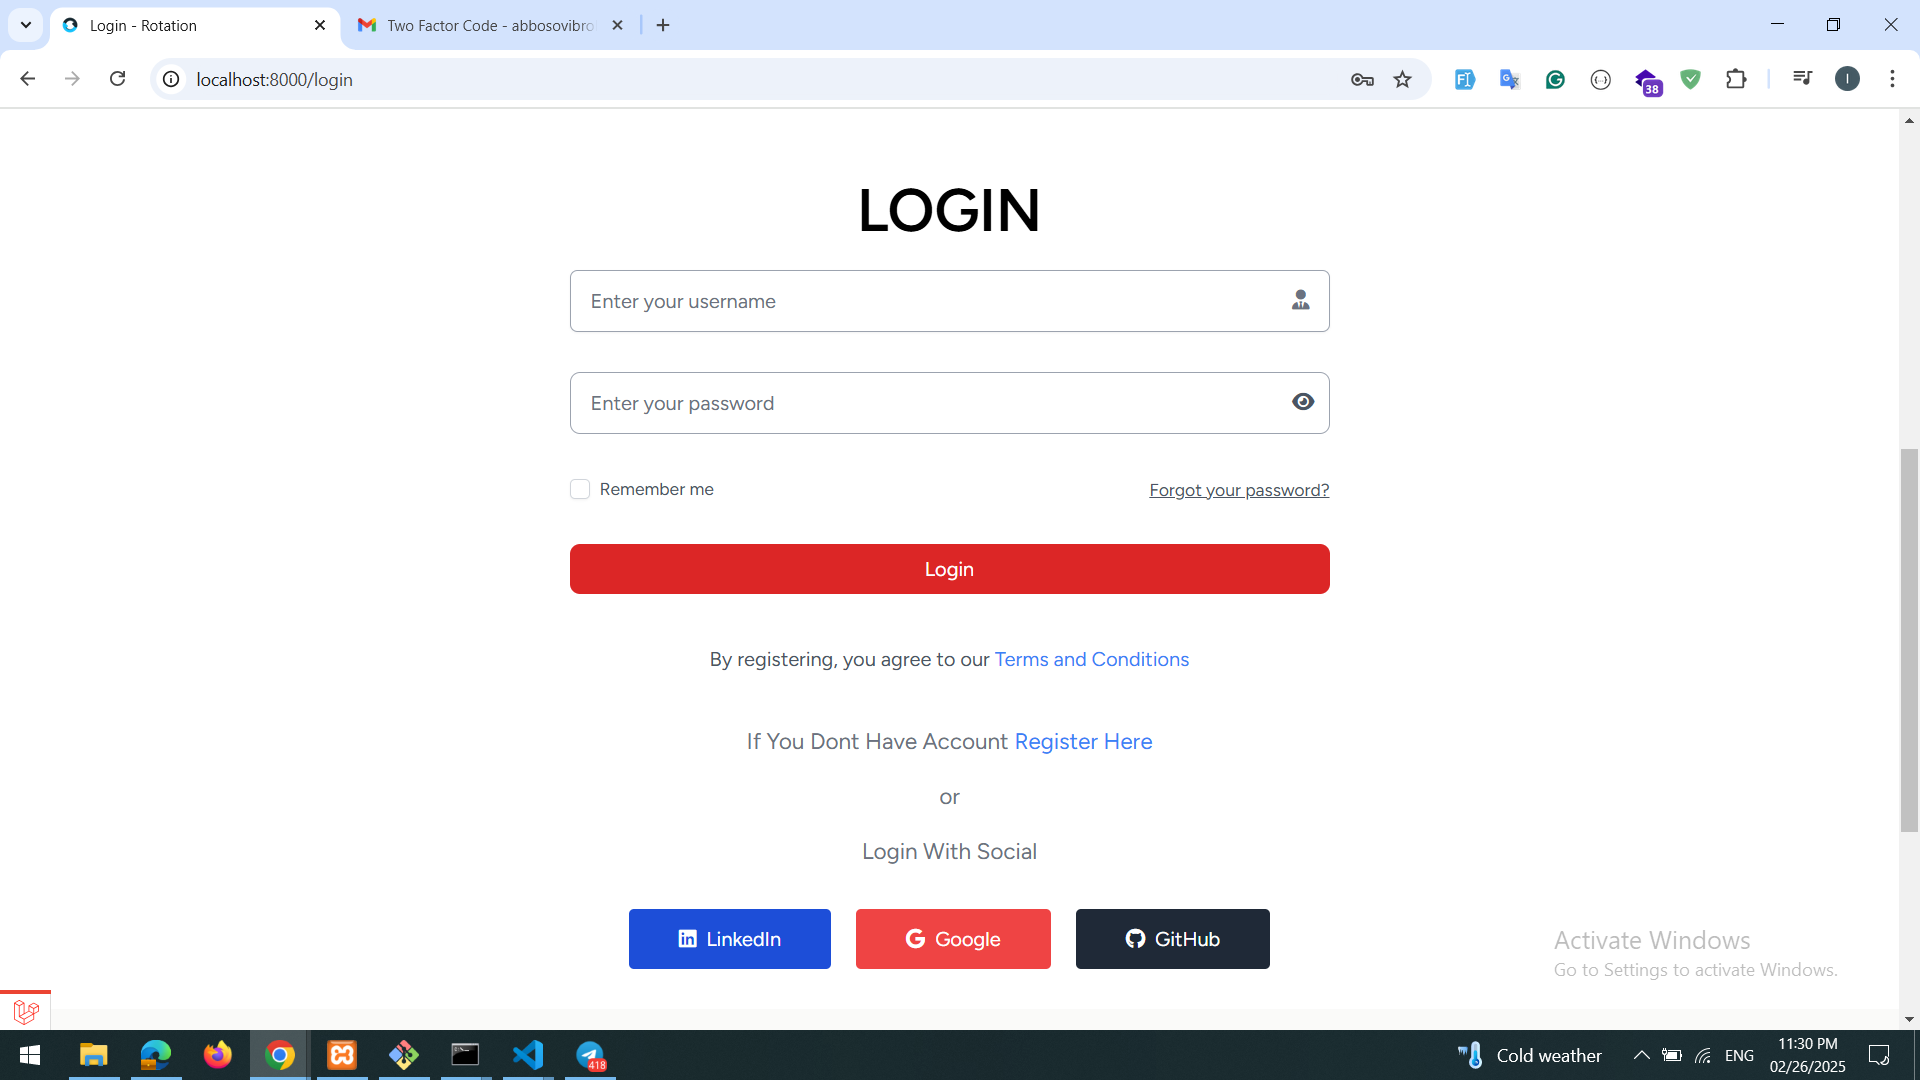 Login - Rotation
Two Factor Code - abbosovibro
localhost:8000/login
38
I
LOGIN
Enter your username
Enter your password
Remember me
Forgot your password?
Login
By registering, you agree to our Terms and Conditions
If You Dont Have Account Register Here
or
Login With Social
LinkedIn
Google
GitHub
Activate Windows
Go to Settings to activate Windows.
418
Cold weather
ENG
11:30 PM
02/26/2025